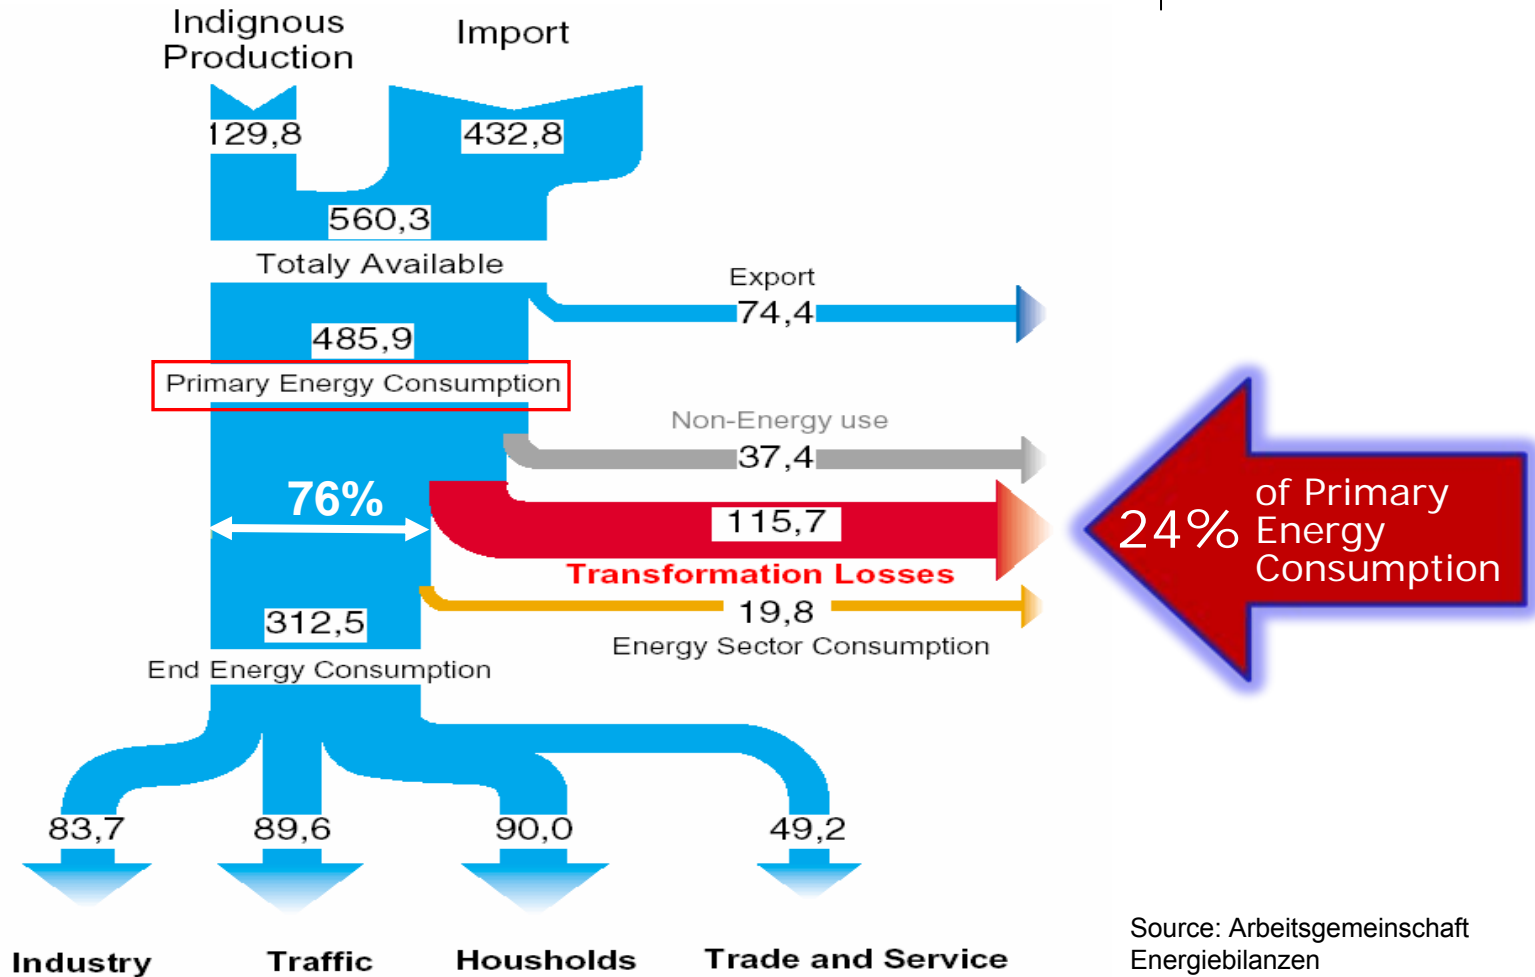 Indignous
Production
Import
129,8
432,8
560,3
Totaly Available
Export
74,4
485,9
Primary Energy Consumption
Non-Energy use
37,4
76%
115,7
Transformation Losses
24%
of Primary
Energy
Consumption
19,8
Energy Sector Consumption
312,5
End Energy Consumption
83,7
89,6
90,0
49,2
Industry
Traffic
Housholds
Trade and Service
Source: Arbeitsgemeinschaft
Energiebilanzen